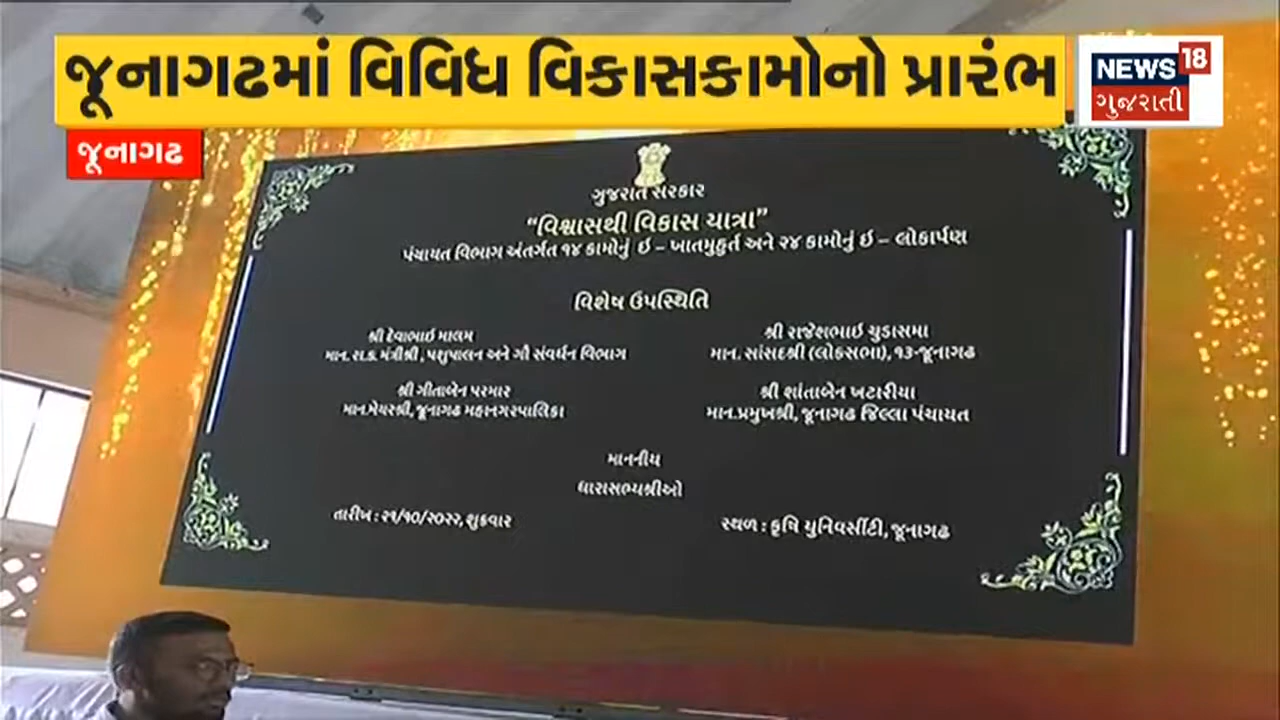 જૂનાગઢમાં વિવિધ વિકાસકામોનો પ્રારંભ
NEWS 18
ગુજરાતી
જૂનાગઢ
ગુજરાત સરકાર
“વિશ્વાસથી વિકાસ યાત્રા”
પંચાયત વિભાગ અંતર્ગત ૧૪ કામોનું ઇ – ખાતમુહુર્ત અને ૨૪ કામોનું ઇ – લોકાર્પણ
વિશેષ ઉપસ્થિતિ
શ્રી દેવાભાઇ માલમ
માન. રા.ક. મંત્રીશ્રી, પશુપાલન અને ગૌ સંવર્ધન વિભાગ
શ્રી રાજેશભાઇ ચુડાસમા
માન. સાંસદશ્રી (લોકસભા), ૧૩-જૂનાગઢ
શ્રી ગીતાબેન પરમાર
માન.મેયરશ્રી, જૂનાગઢ મહાનગરપાલિકા
શ્રી શાંતાબેન ખટારીયા
માન.પ્રમુખશ્રી, જૂનાગઢ જિલ્લા પંચાયત
માનનીય
ધારાસભ્યશ્રીઓ
તારીખ : ૨૧/૧૦/૨૦૨૨, શુક્રવાર
સ્થળ : કૃષિ યુનિવર્સીટી, જૂનાગઢ